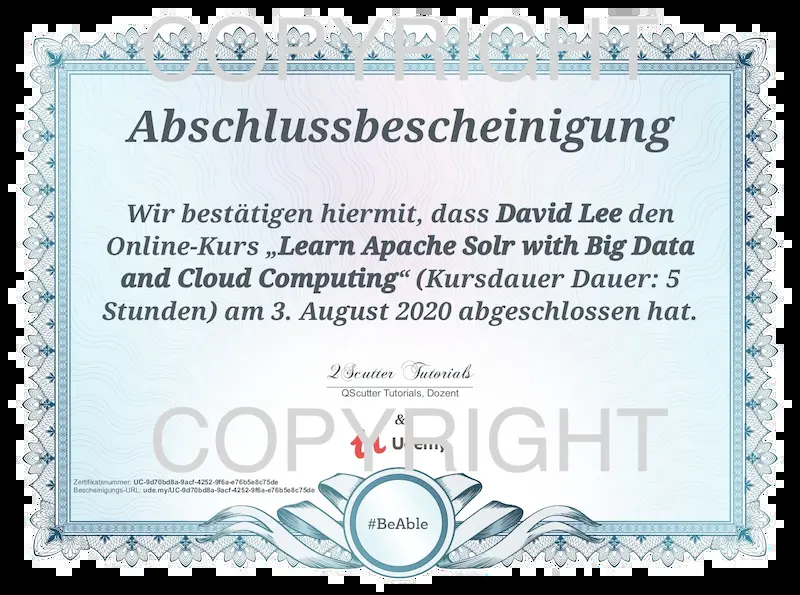 COPYRIGHT
Abschlussbescheinigung
Wir bestätigen hiermit, dass David Lee den
Online-Kurs „Learn Apache Solr with Big Data
and Cloud Computing“ (Kursdauer Dauer: 5
Stunden) am 3. August 2020 abgeschlossen hat.
QScutter Tutorials
QScutter Tutorials, Dozent
&
COPYRIGHT
Udemy
Zertifikatsnummer: UC-9d70bd8a-9acf-4252-9f6a-e76b5e8c75de
Bescheinigungs-URL: ude.my/UC-9d70bd8a-9acf-4252-9f6a-e76b5e8c75de
#BeAble